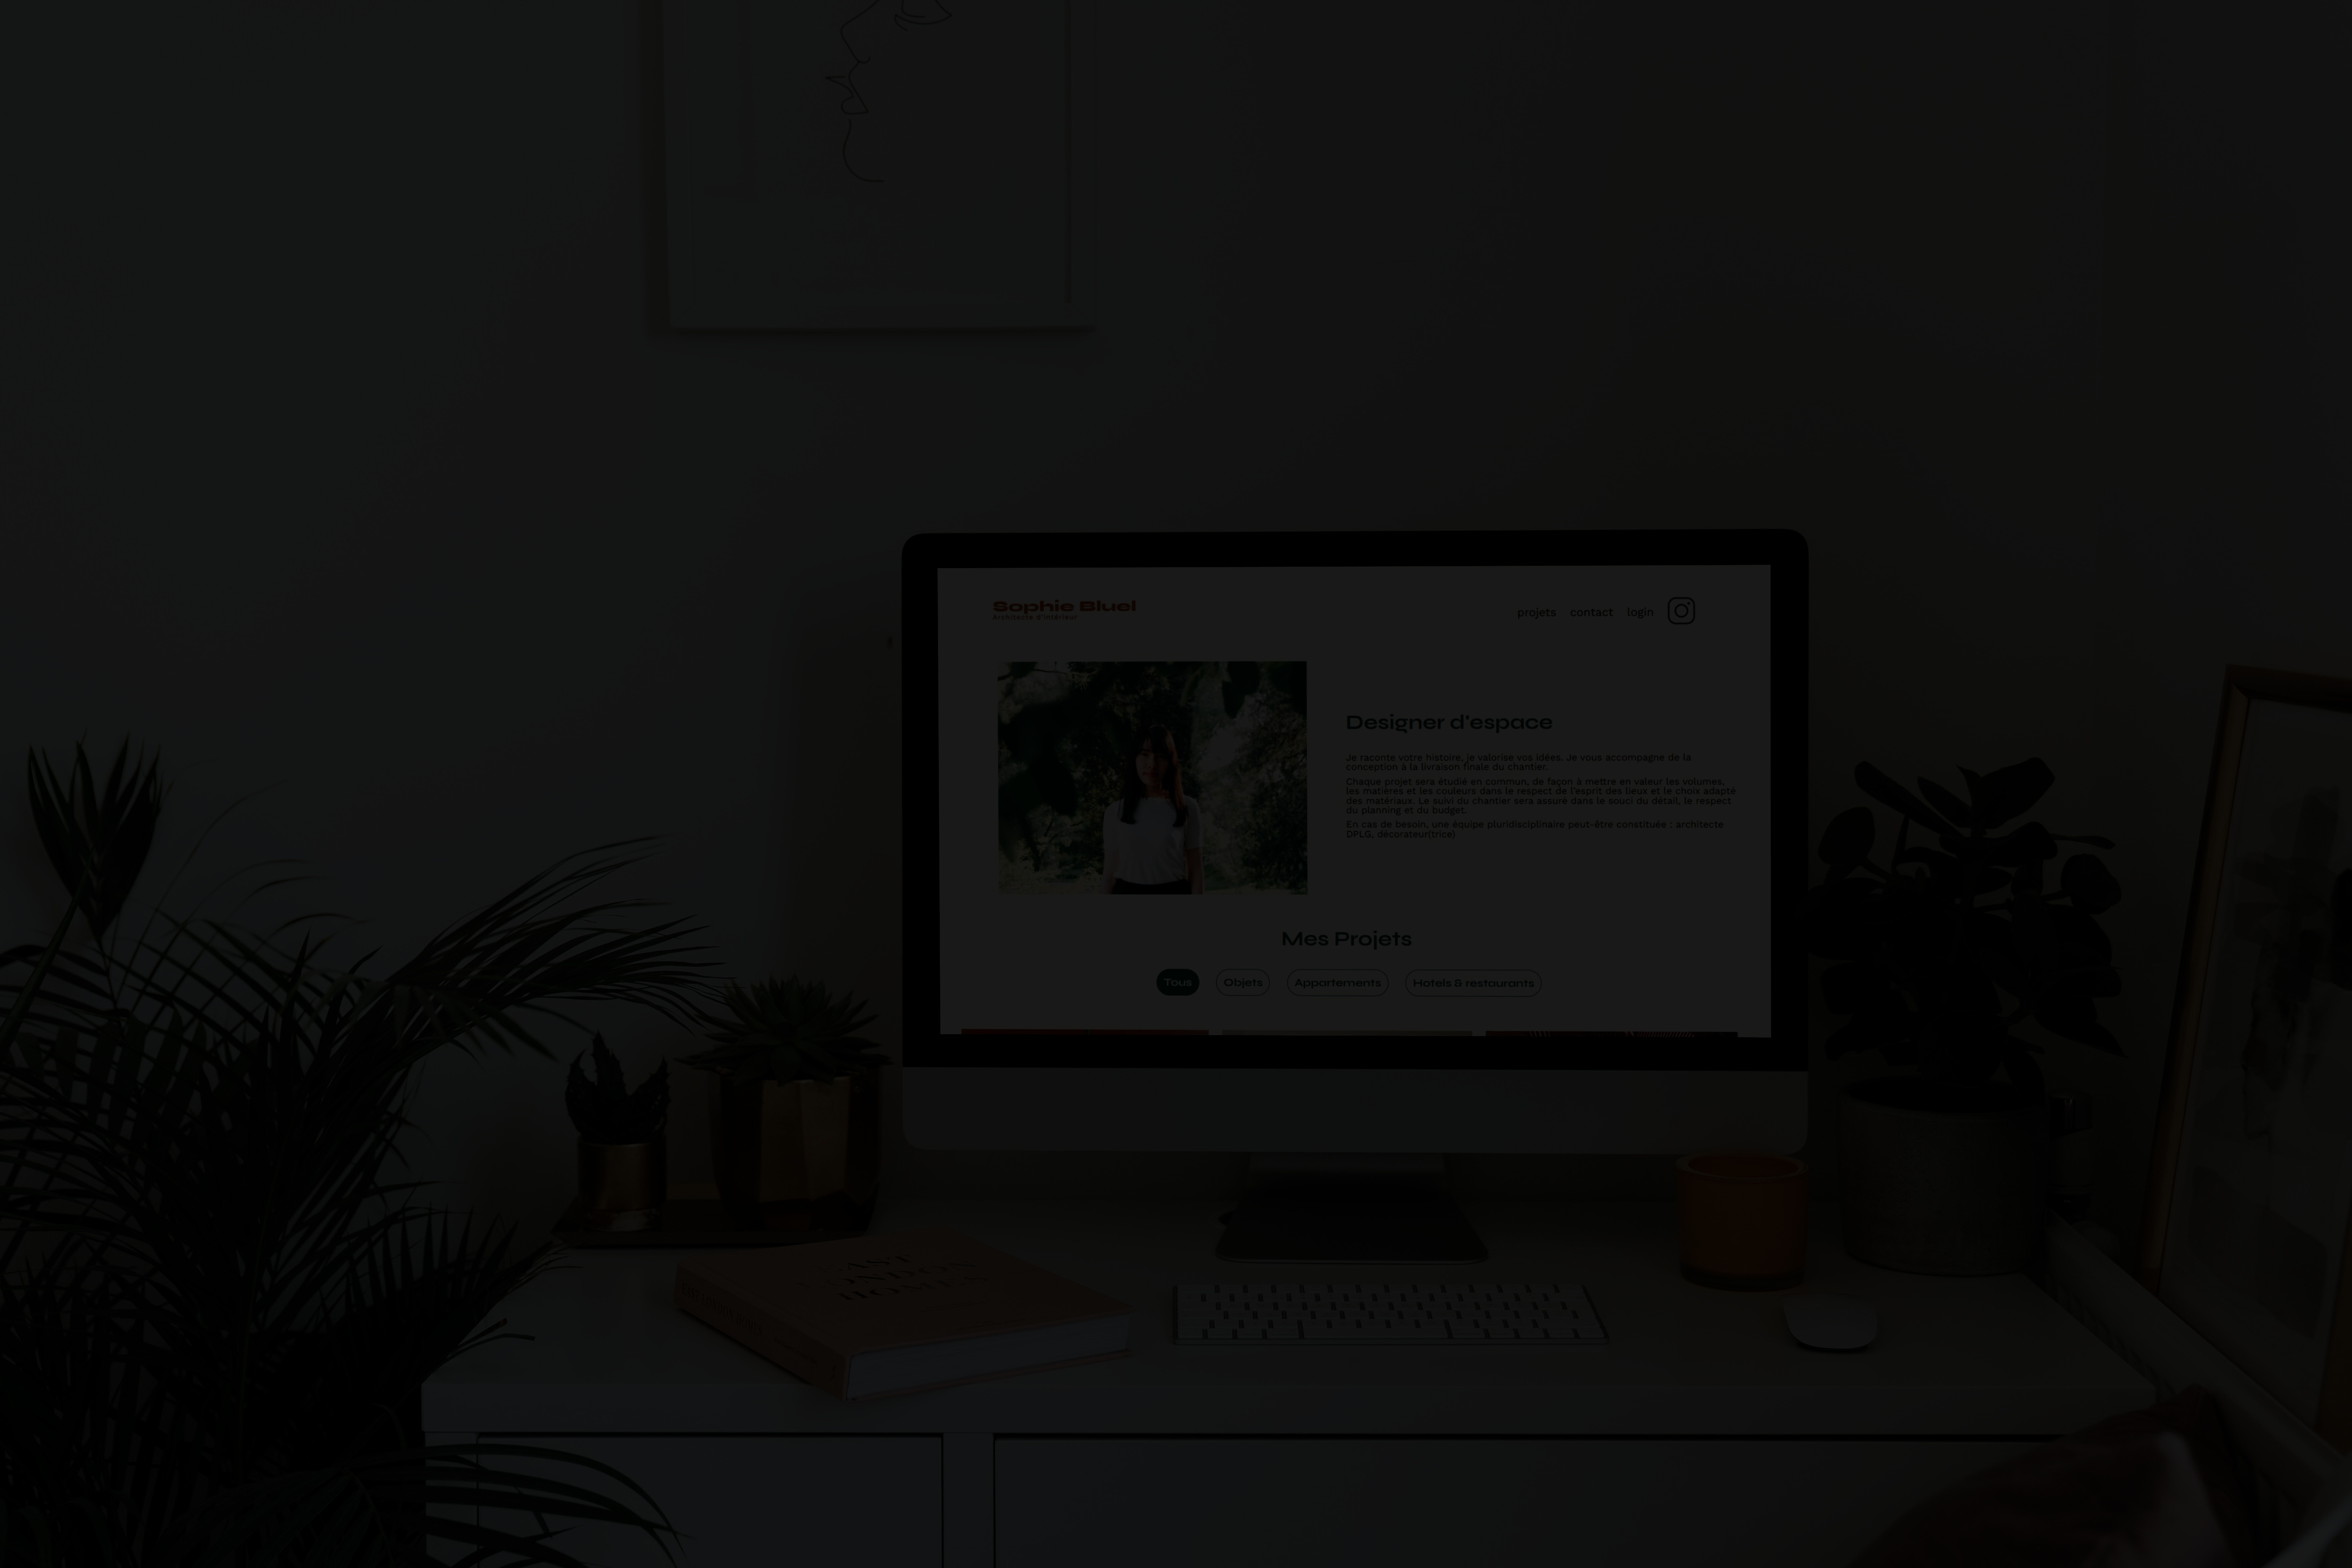 Sophie Bluel
Architecte d'intérieur
projets contact login
Designer d'espace
Je raconte votre histoire, je valorise vos idées. Je vous accompagne de la
conception à la livraison finale du chantier.
Chaque projet sera étudié en commun, de façon à mettre en valeur les volumes,
les matières et les couleurs dans le respect de l'esprit des lieux et le choix adapté
des matériaux. Le suivi du chantier sera assuré dans le souci du détail, le respect
du planning et du budget.
En cas de besoin, une équipe pluridisciplinaire peut-être constituée : architecte
DPLG, décorateur(trice)
Mes Projets
Tous Objets Appartements Hotels & restaurants
EAST
LONDON
HOMES